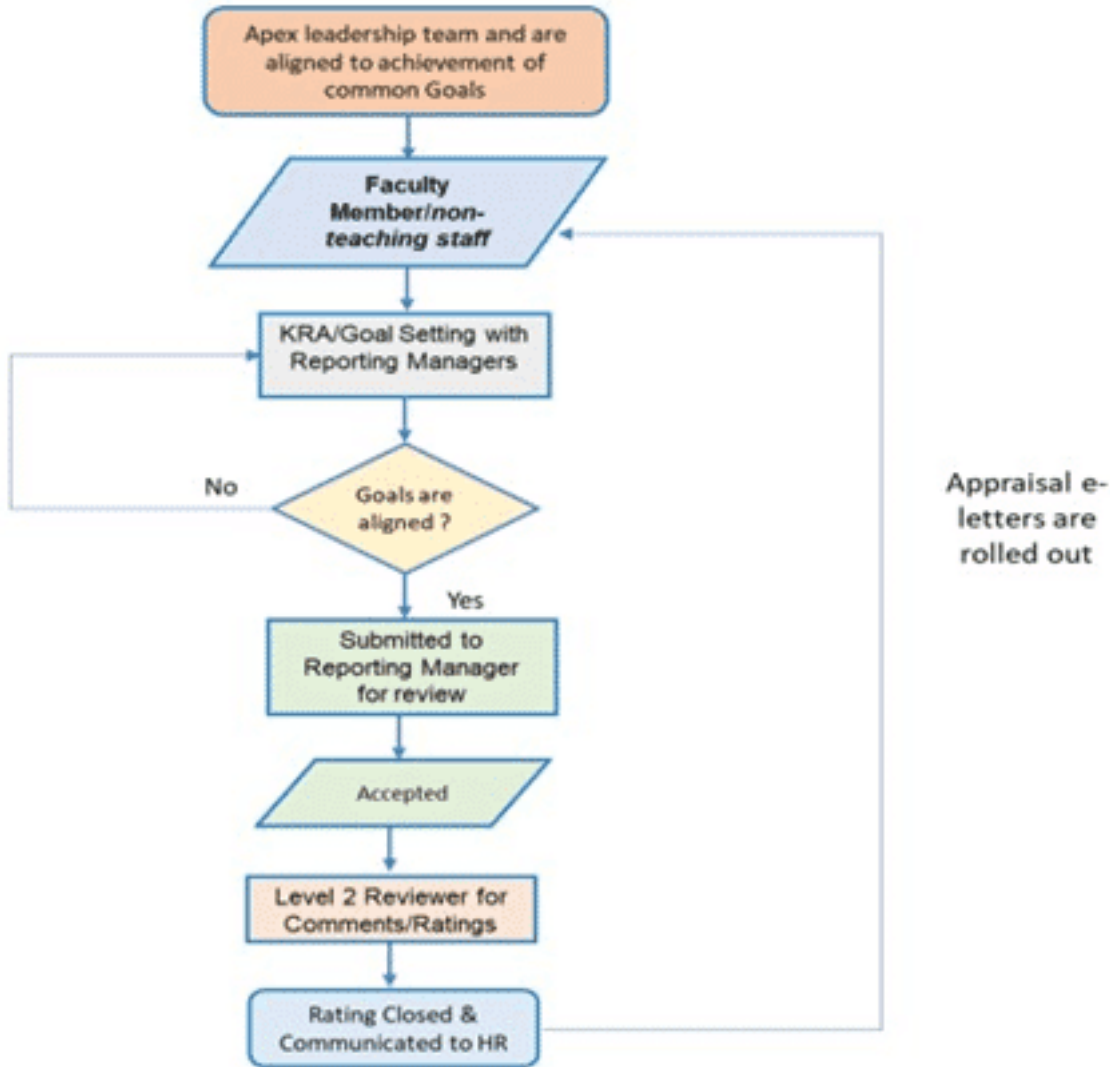 Apex leadership team and are
aligned to achievement of
common Goals
Faculty
Member/non-
teaching staff
KRA/Goal Setting with
Reporting Managers
No
Goals are
aligned ?
Appraisal e-
letters are
rolled out
Yes
Submitted to
Reporting Manager
for review
Accepted
Level 2 Reviewer for
Comments/Ratings
Rating Closed &
Communicated to HR